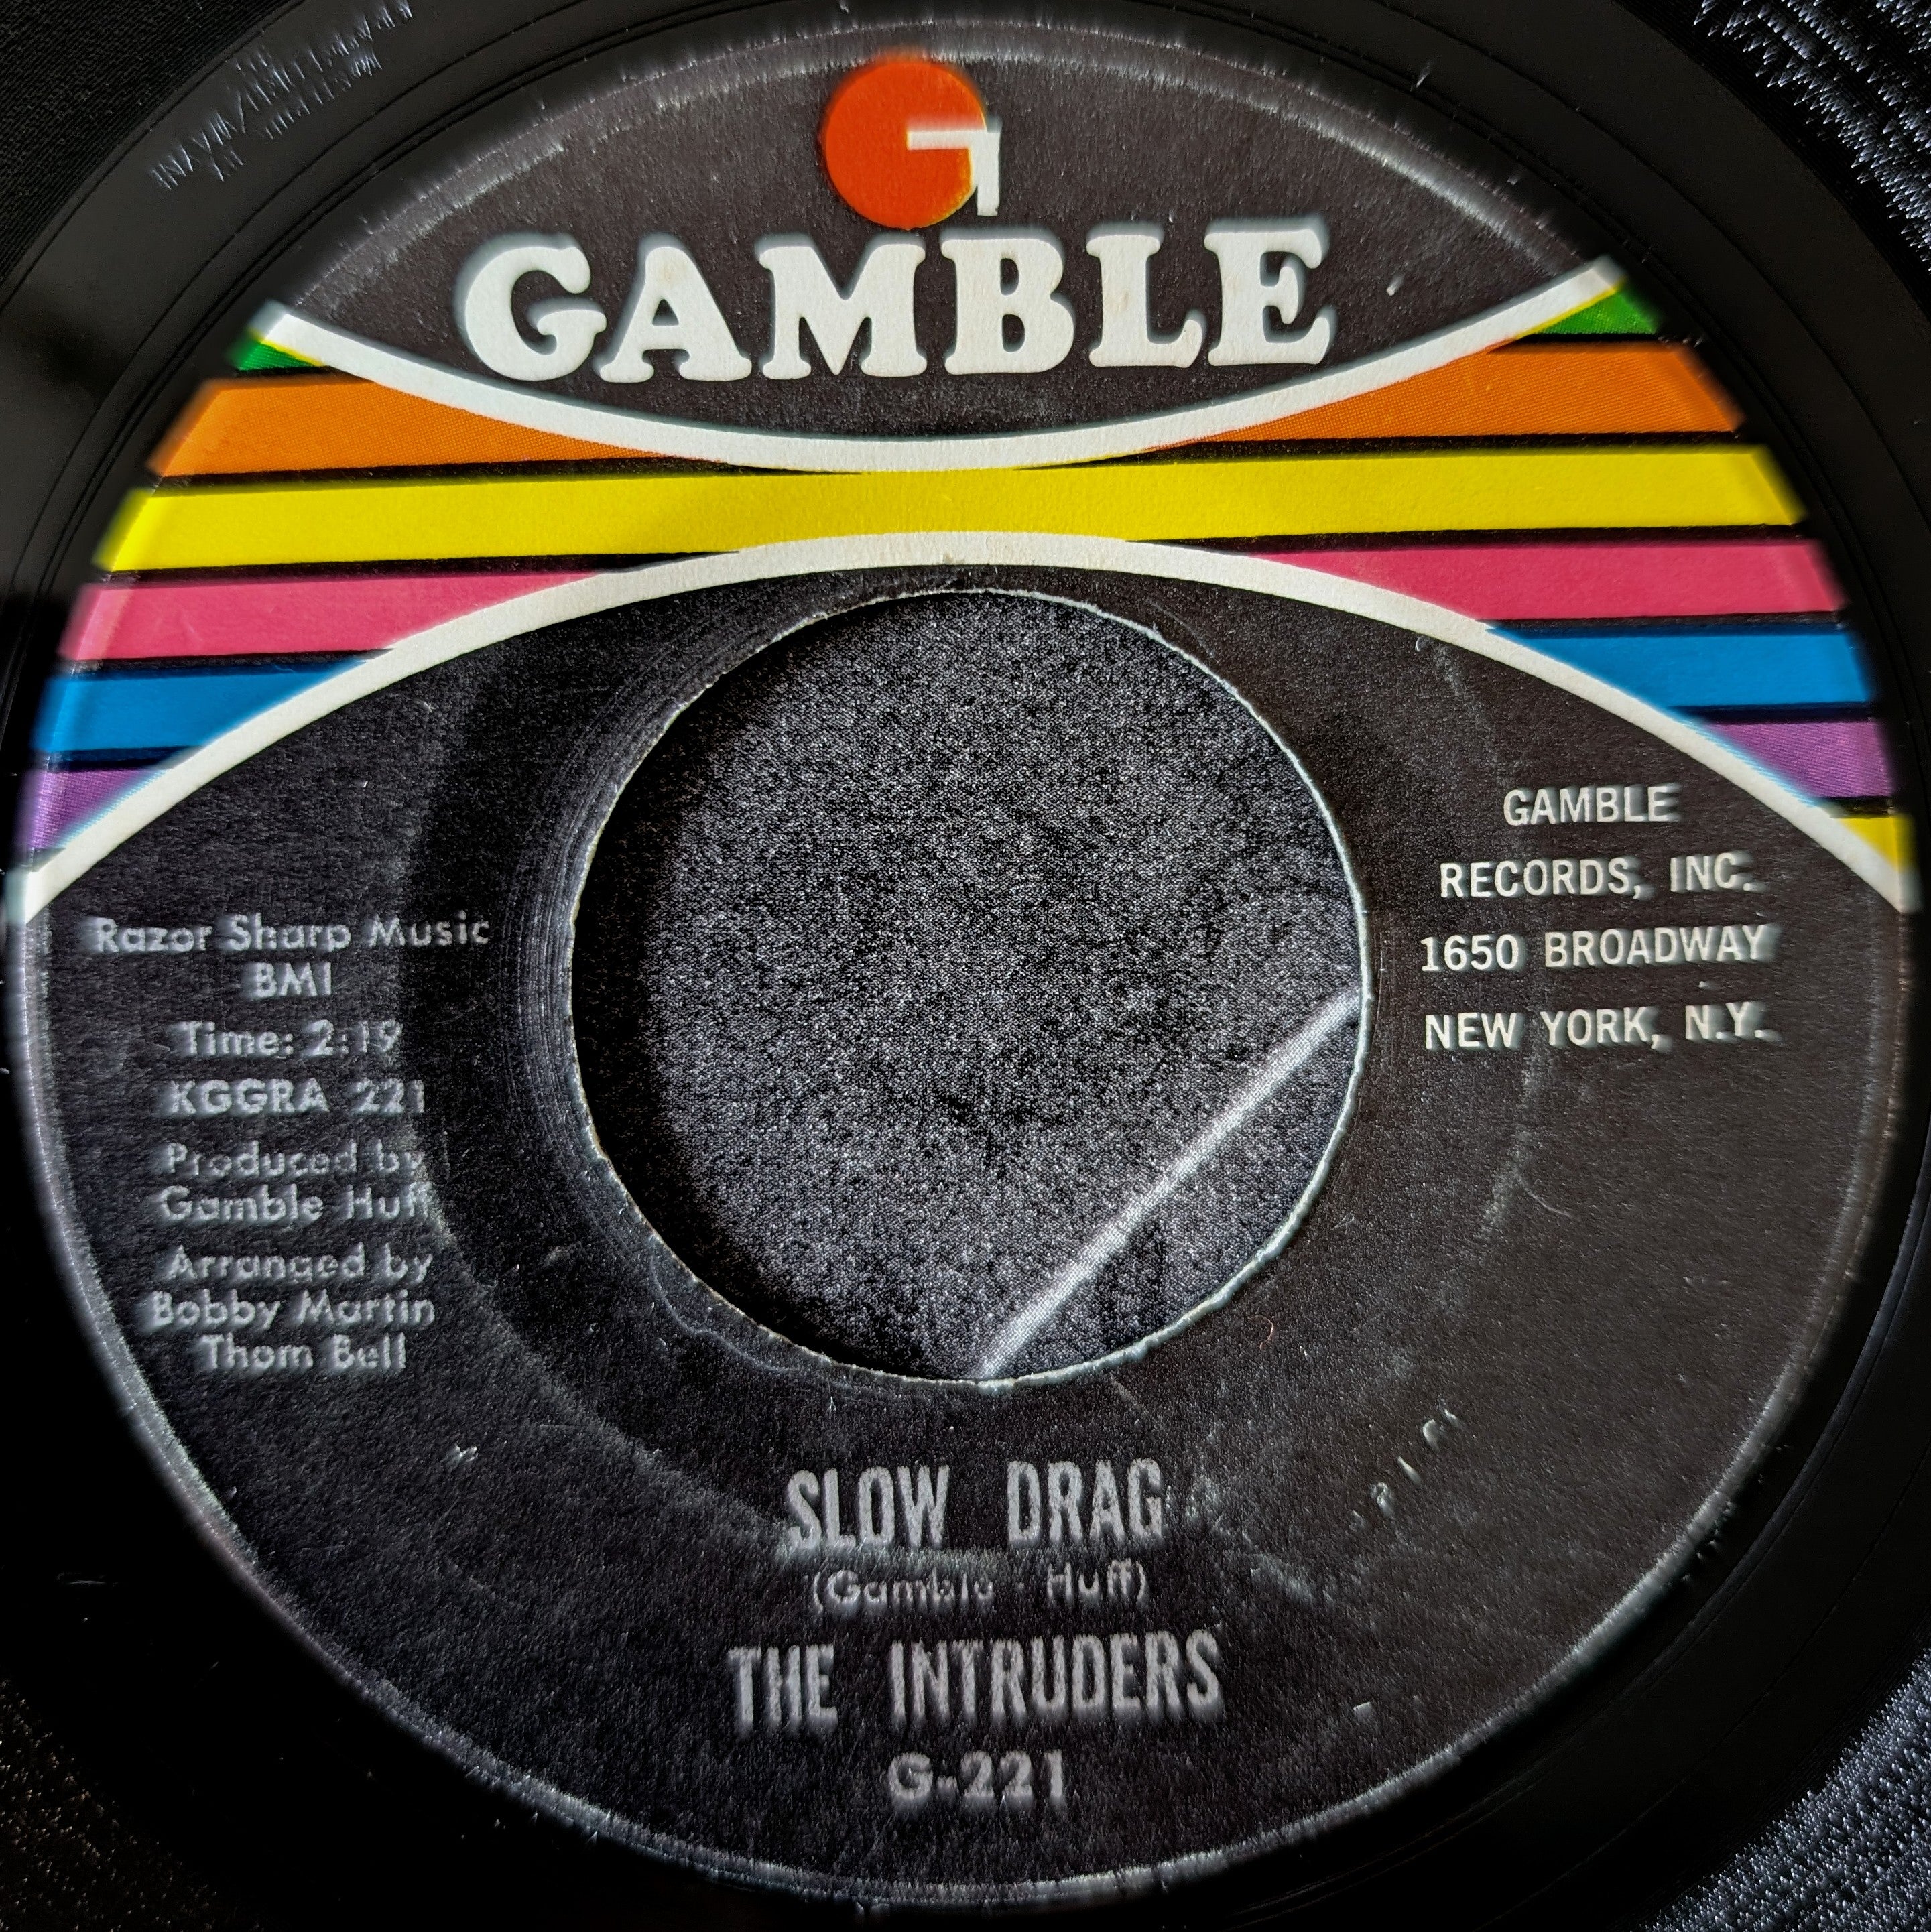 G
GAMBLE
Razor Sharp Music
BMI
Time: 2:19
KGGRA 221
Produced by
Gamble Huff
Arranged by
Bobby Martin
Thom Bell
GAMBLE
RECORDS, INC.
1650 BROADWAY
NEW YORK, N.Y.
SLOW DRAG
(Gamble - Huff)
THE INTRUDERS
G-221